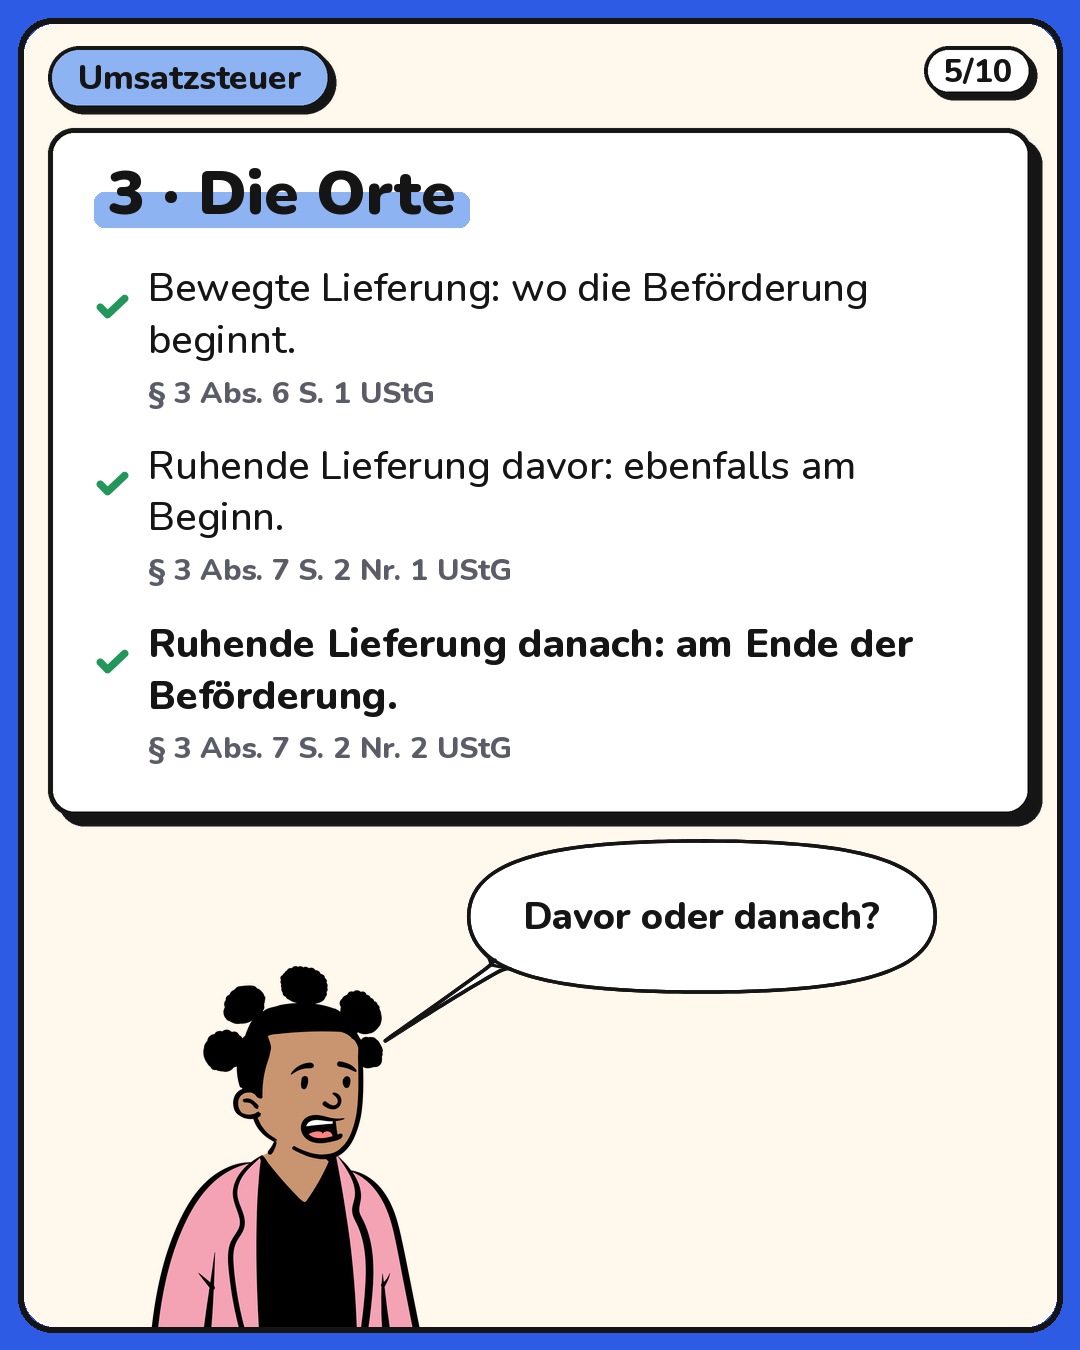 Umsatzsteuer
5/10
3 · Die Orte
Bewegte Lieferung: wo die Beförderung
beginnt.
§ 3 Abs. 6 S. 1 UStG
Ruhende Lieferung davor: ebenfalls am
Beginn.
§ 3 Abs. 7 S. 2 Nr. 1 UStG
Ruhende Lieferung danach: am Ende der
Beförderung.
§ 3 Abs. 7 S. 2 Nr. 2 UStG
Davor oder danach?